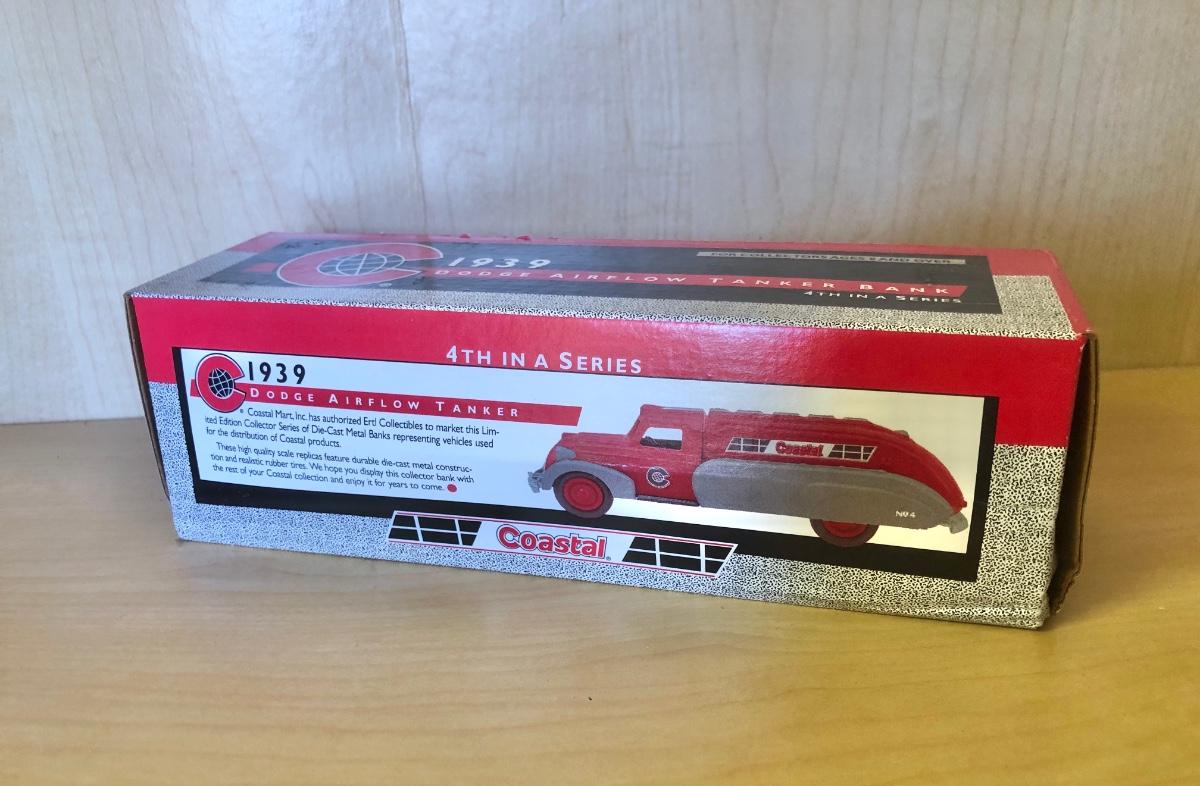 1939
FOR COLLECTORS AGES 8 AND OVER
DODGE AIRFLOW TANKER BANK
4TH IN A SERIES
®
4TH IN A SERIES
1939
DODGE AIRFLOW TANKER
® Coastal Mart, Inc. has authorized Ertl Collectibles to market this Lim-
ited Edition Collector Series of Die-Cast Metal Banks representing vehicles used
for the distribution of Coastal products.
These high quality scale replicas feature durable die-cast metal construc-
tion and realistic rubber tires. We hope you display this collector bank with
the rest of your Coastal collection and enjoy it for years to come.
Coastal
Nº 4
Coastal®